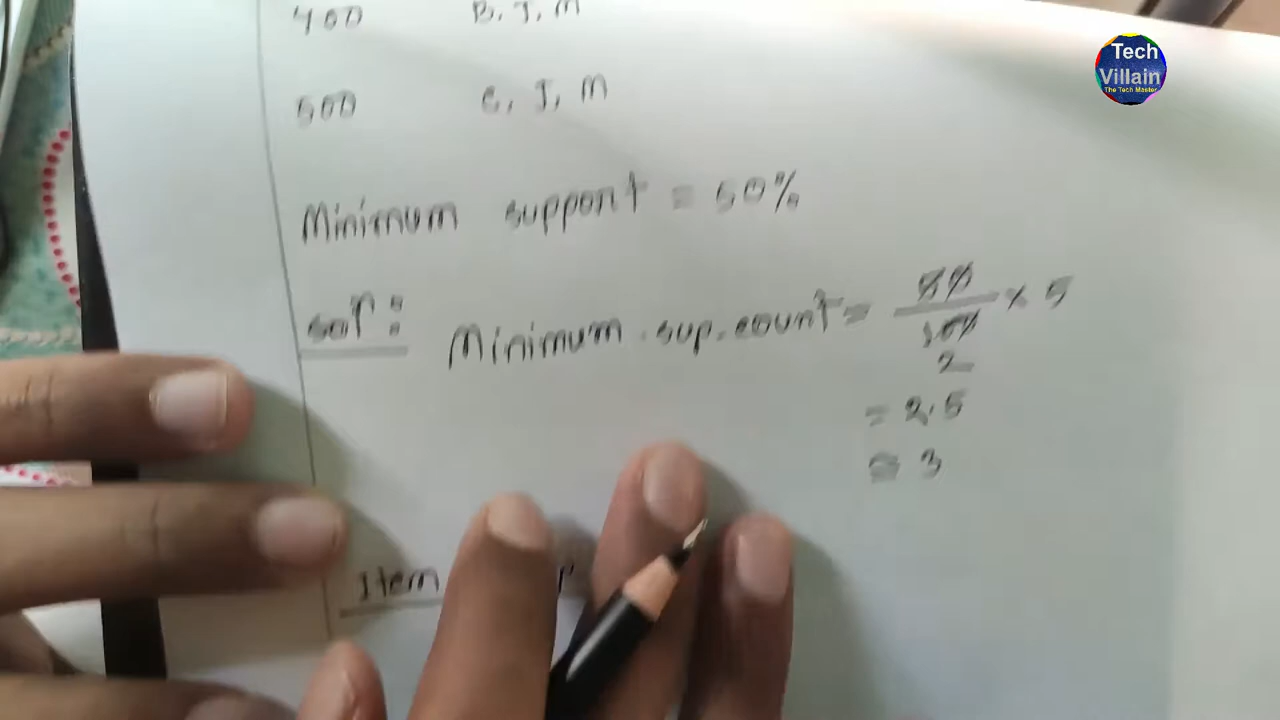 400 B, J, M
500 C, J, M
Minimum support = 50%
sol :
Minimum . sup. count = 50/100 × 5
2
= 2.5
≅ 3
Item
Tech
Villain
The Tech Master